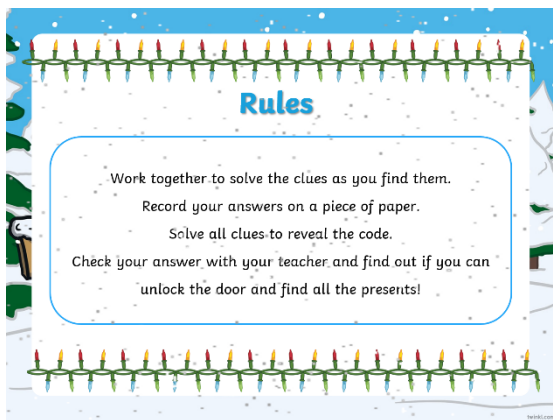 Rules
Work together to solve the clues as you find them.
Record your answers on a piece of paper.
Solve all clues to reveal the code.
Check your answer with your teacher and find out if you can
unlock the door and find all the presents!
twinkl.com